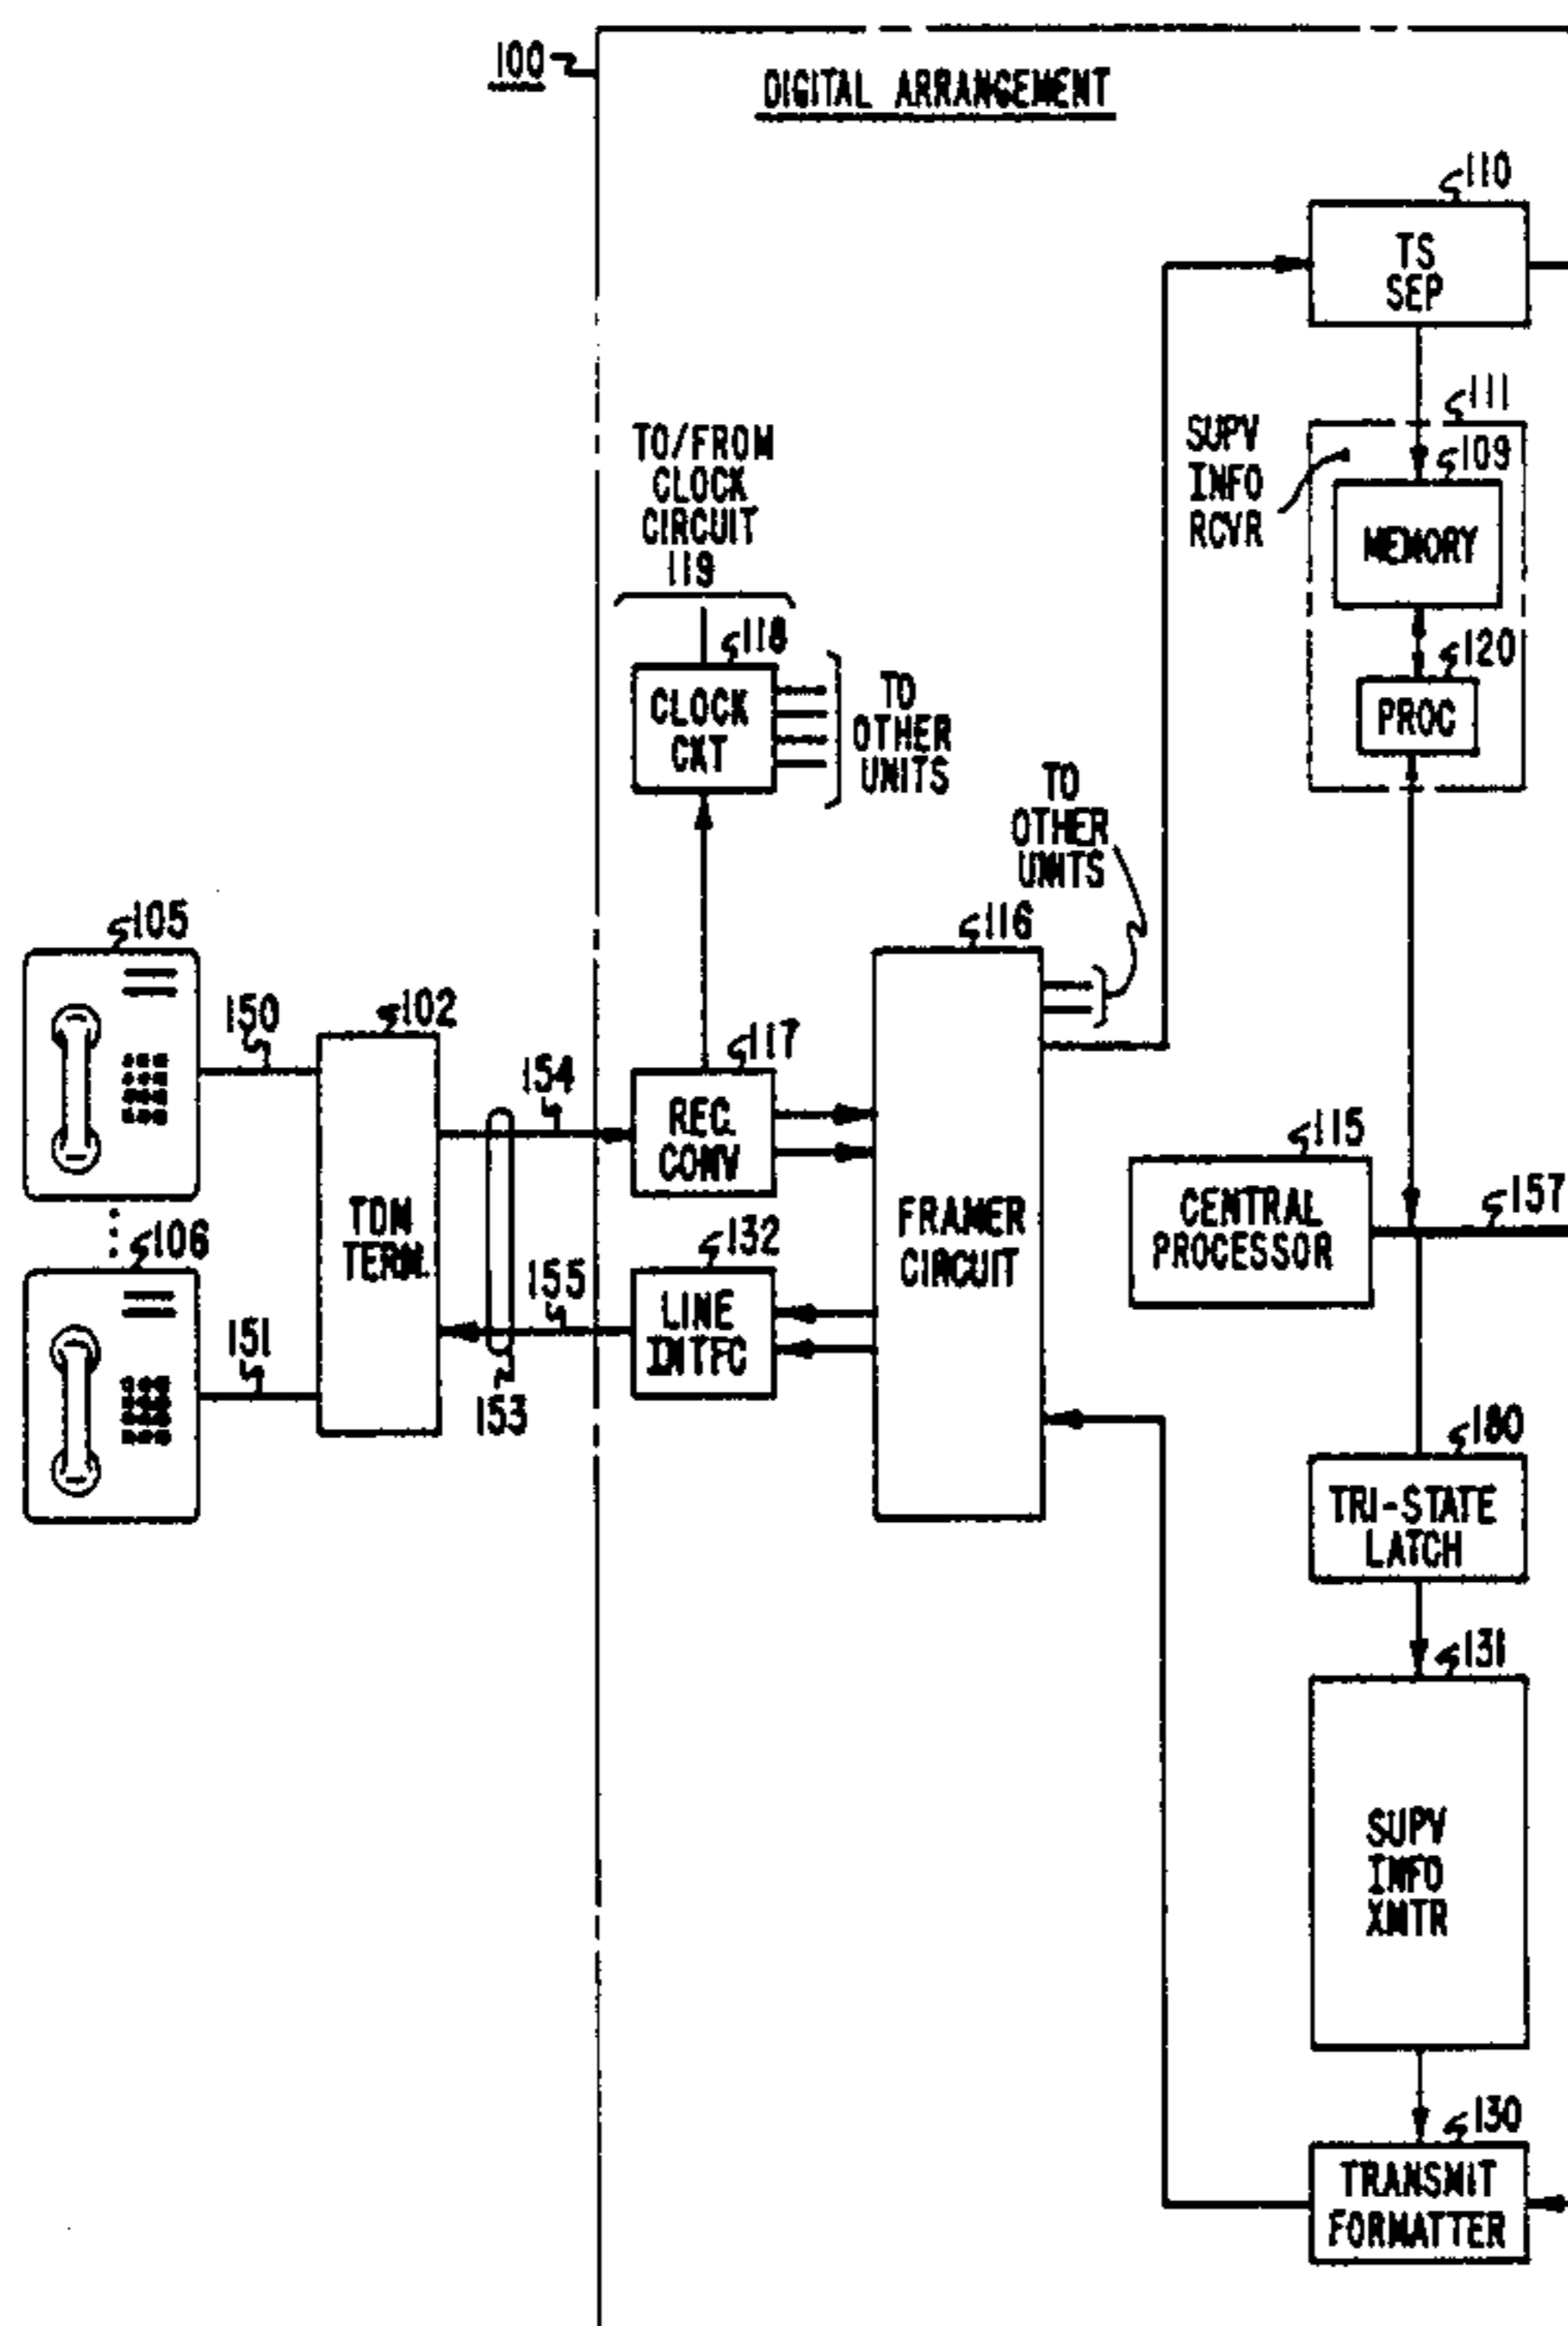 100
DIGITAL ARRANGEMENT
110
TS
SEP
111
SUPV
INFO
RCVR
109
MEMORY
120
PROC
TO/FROM
CLOCK
CIRCUIT
119
118
CLOCK
CKT
TO
OTHER
UNITS
TO
OTHER
UNITS
105
150
102
TDM
TERM.
106
151
154
155
153
117
REC.
CONV
132
LINE
INTFC
116
FRAMER
CIRCUIT
115
CENTRAL
PROCESSOR
157
180
TRI-STATE
LATCH
131
SUPV
INFO
XMTR
130
TRANSMIT
FORMATTER